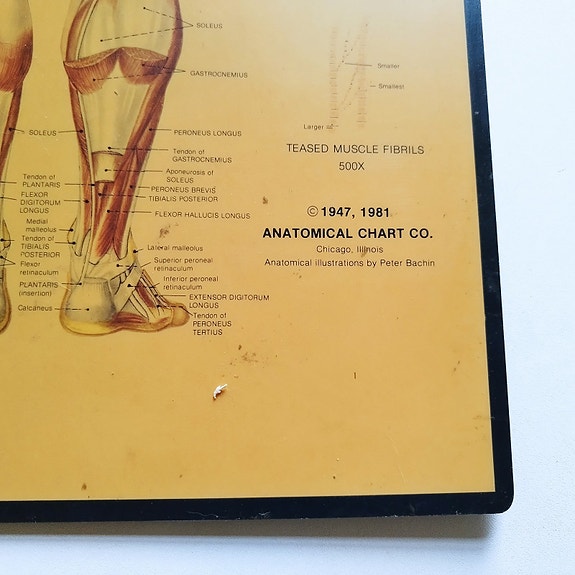 SOLEUS
GASTROCNEMIUS
SOLEUS
PERONEUS LONGUS
Tendon of
GASTROCNEMIUS
Aponeurosis of
SOLEUS
Tendon of
PLANTARIS
PERONEUS BREVIS
FLEXOR
DIGITORUM
LONGUS
TIBIALIS POSTERIOR
FLEXOR HALLUCIS LONGUS
Medial
malleolus
Tendon of
TIBIALIS
POSTERIOR
Lateral malleolus
Superior peroneal
retinaculum
Flexor
retinaculum
Inferior peroneal
retinaculum
PLANTARIS
(insertion)
EXTENSOR DIGITORUM
LONGUS
Calcaneus
Tendon of
PERONEUS
TERTIUS
Smaller
Smallest
Larger
TEASED MUSCLE FIBRILS
500X
© 1947, 1981
ANATOMICAL CHART CO.
Chicago, Illinois
Anatomical illustrations by Peter Bachin